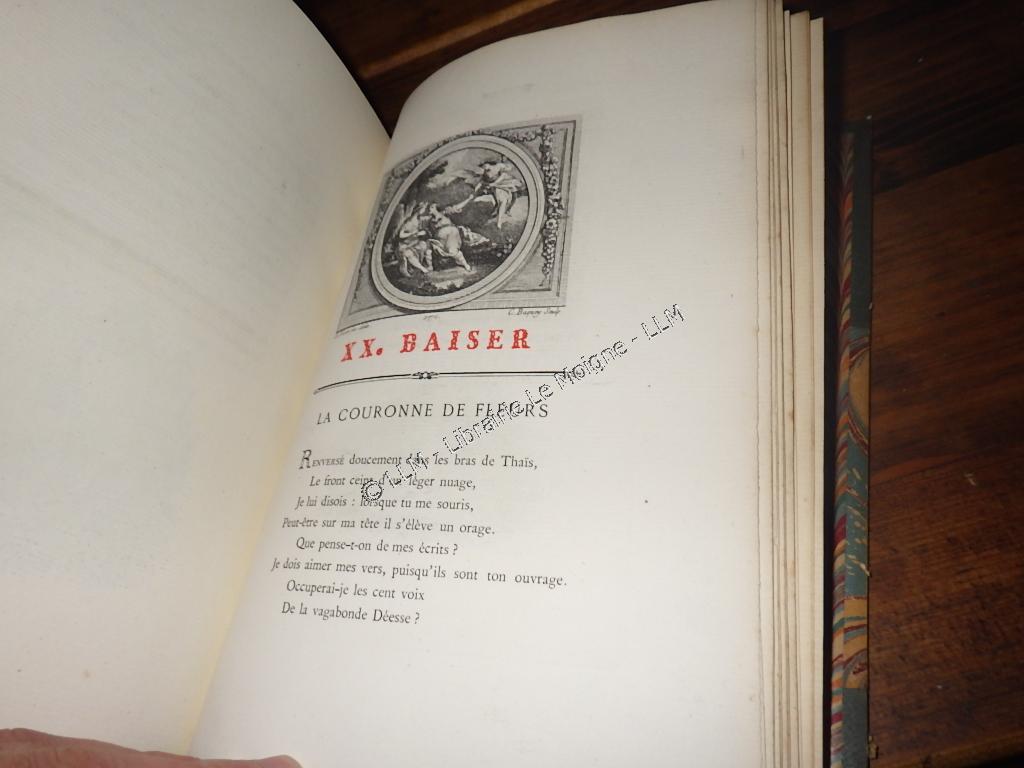 C. Baquoy Sculp.
XX. BAISER
LA COURONNE DE FLEURS
RENVERSÉ doucement dans les bras de Thaïs,
Le front ceint d'un léger nuage,
Je lui disois : lorsque tu me souris,
Peut-être sur ma tête il s'élève un orage.
Que pense-t-on de mes écrits ?
Je dois aimer mes vers, puisqu'ils sont ton ouvrage.
Occuperai-je les cent voix
De la vagabonde Déesse ?
© LLM - Librairie Le Moigne - LLM